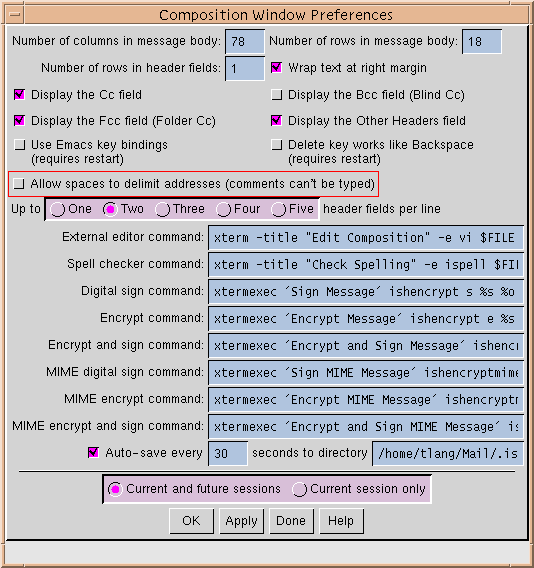 Composition Window Preferences
Number of columns in message body: 78 Number of rows in message body: 18
Number of rows in header fields: 1 Wrap text at right margin
Display the Cc field Display the Bcc field (Blind Cc)
Display the Fcc field (Folder Cc) Display the Other Headers field
Use Emacs key bindings Delete key works like Backspace
(requires restart) (requires restart)
Allow spaces to delimit addresses (comments can't be typed)
Up to One Two Three Four Five header fields per line
External editor command: xterm -title "Edit Composition" -e vi $FILE
Spell checker command: xterm -title "Check Spelling" -e ispell $FIL
Digital sign command: xtermexec ´Sign Message´ ishencrypt s %s %o
Encrypt command: xtermexec ´Encrypt Message´ ishencrypt e %s
Encrypt and sign command: xtermexec ´Encrypt and Sign Message´ ishenc
MIME digital sign command: xtermexec ´Sign MIME Message´ ishencryptmime
MIME encrypt command: xtermexec ´Encrypt MIME Message´ ishencrypt
MIME encrypt and sign command: xtermexec ´Encrypt and Sign MIME Message´ is
Auto-save every 30 seconds to directory /home/tlang/Mail/.is
Current and future sessions Current session only
OK Apply Done Help